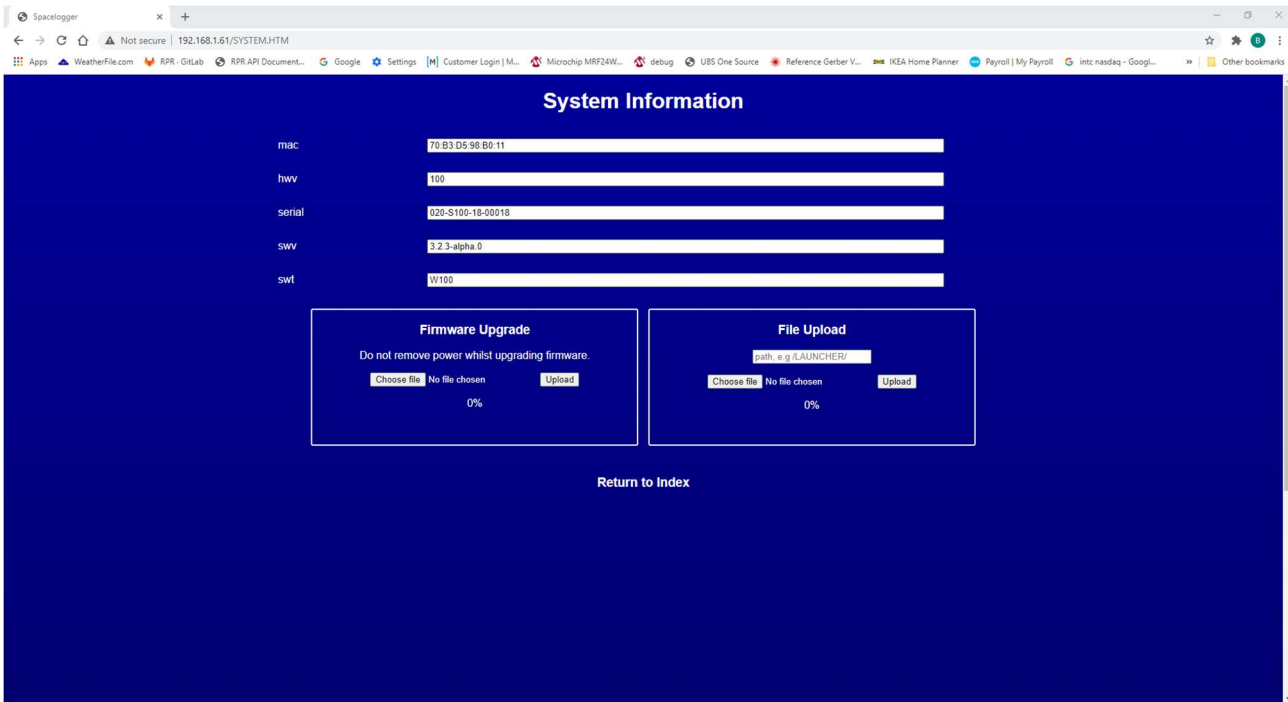 Spacelogger
Not secure | 192.168.1.61/SYSTEM.HTM
B
Apps WeatherFile.com RPR · GitLab RPR API Document... Google Settings Customer Login | M... Microchip MRF24W... debug UBS One Source Reference Gerber V... IKEA Home Planner Payroll | My Payroll intc nasdaq - Googl... » Other bookmarks
System Information
mac 70:B3:D5:98:B0:11
hwv 100
serial 020-S100-18-00018
swv 3.2.3-alpha.0
swt W100
Firmware Upgrade
Do not remove power whilst upgrading firmware.
Choose file No file chosen Upload
0%
File Upload
path, e.g /LAUNCHER/
Choose file No file chosen Upload
0%
Return to Index